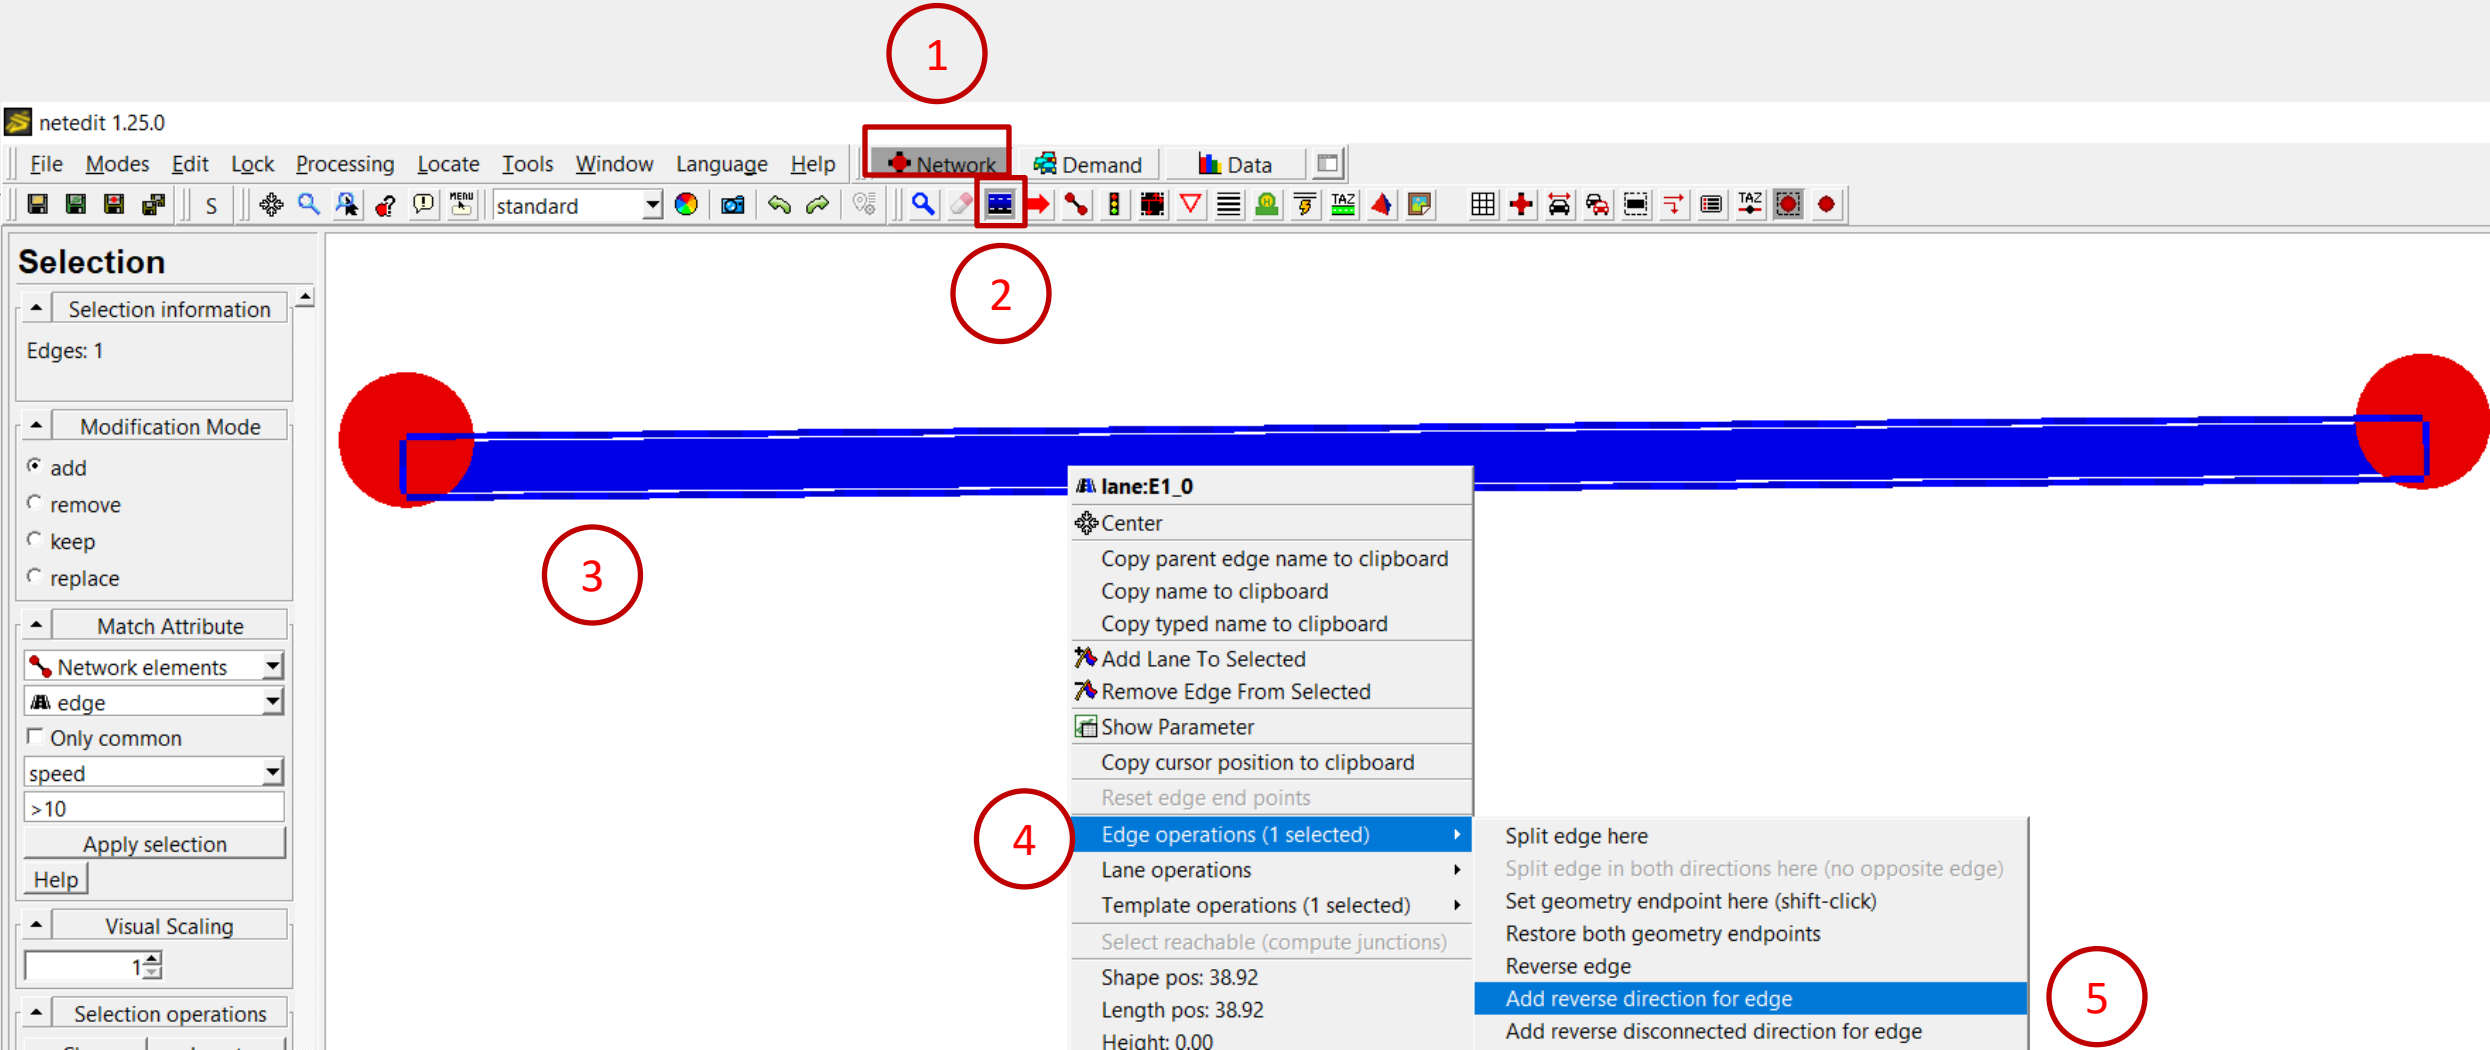 1
netedit 1.25.0
File Modes Edit Lock Processing Locate Tools Window Language Help Network Demand Data
S MENU standard TAZ TAZ
2
Selection
Selection information
Edges: 1
Modification Mode
add
remove
keep
replace
3
Match Attribute
Network elements
edge
Only common
speed
>10
Apply selection
Help
Visual Scaling
1
Selection operations
lane:E1_0
Center
Copy parent edge name to clipboard
Copy name to clipboard
Copy typed name to clipboard
Add Lane To Selected
Remove Edge From Selected
Show Parameter
Copy cursor position to clipboard
Reset edge end points
4
Edge operations (1 selected)
Lane operations
Template operations (1 selected)
Select reachable (compute junctions)
Shape pos: 38.92
Length pos: 38.92
Height: 0.00
Split edge here
Split edge in both directions here (no opposite edge)
Set geometry endpoint here (shift-click)
Restore both geometry endpoints
Reverse edge
Add reverse direction for edge
Add reverse disconnected direction for edge
5